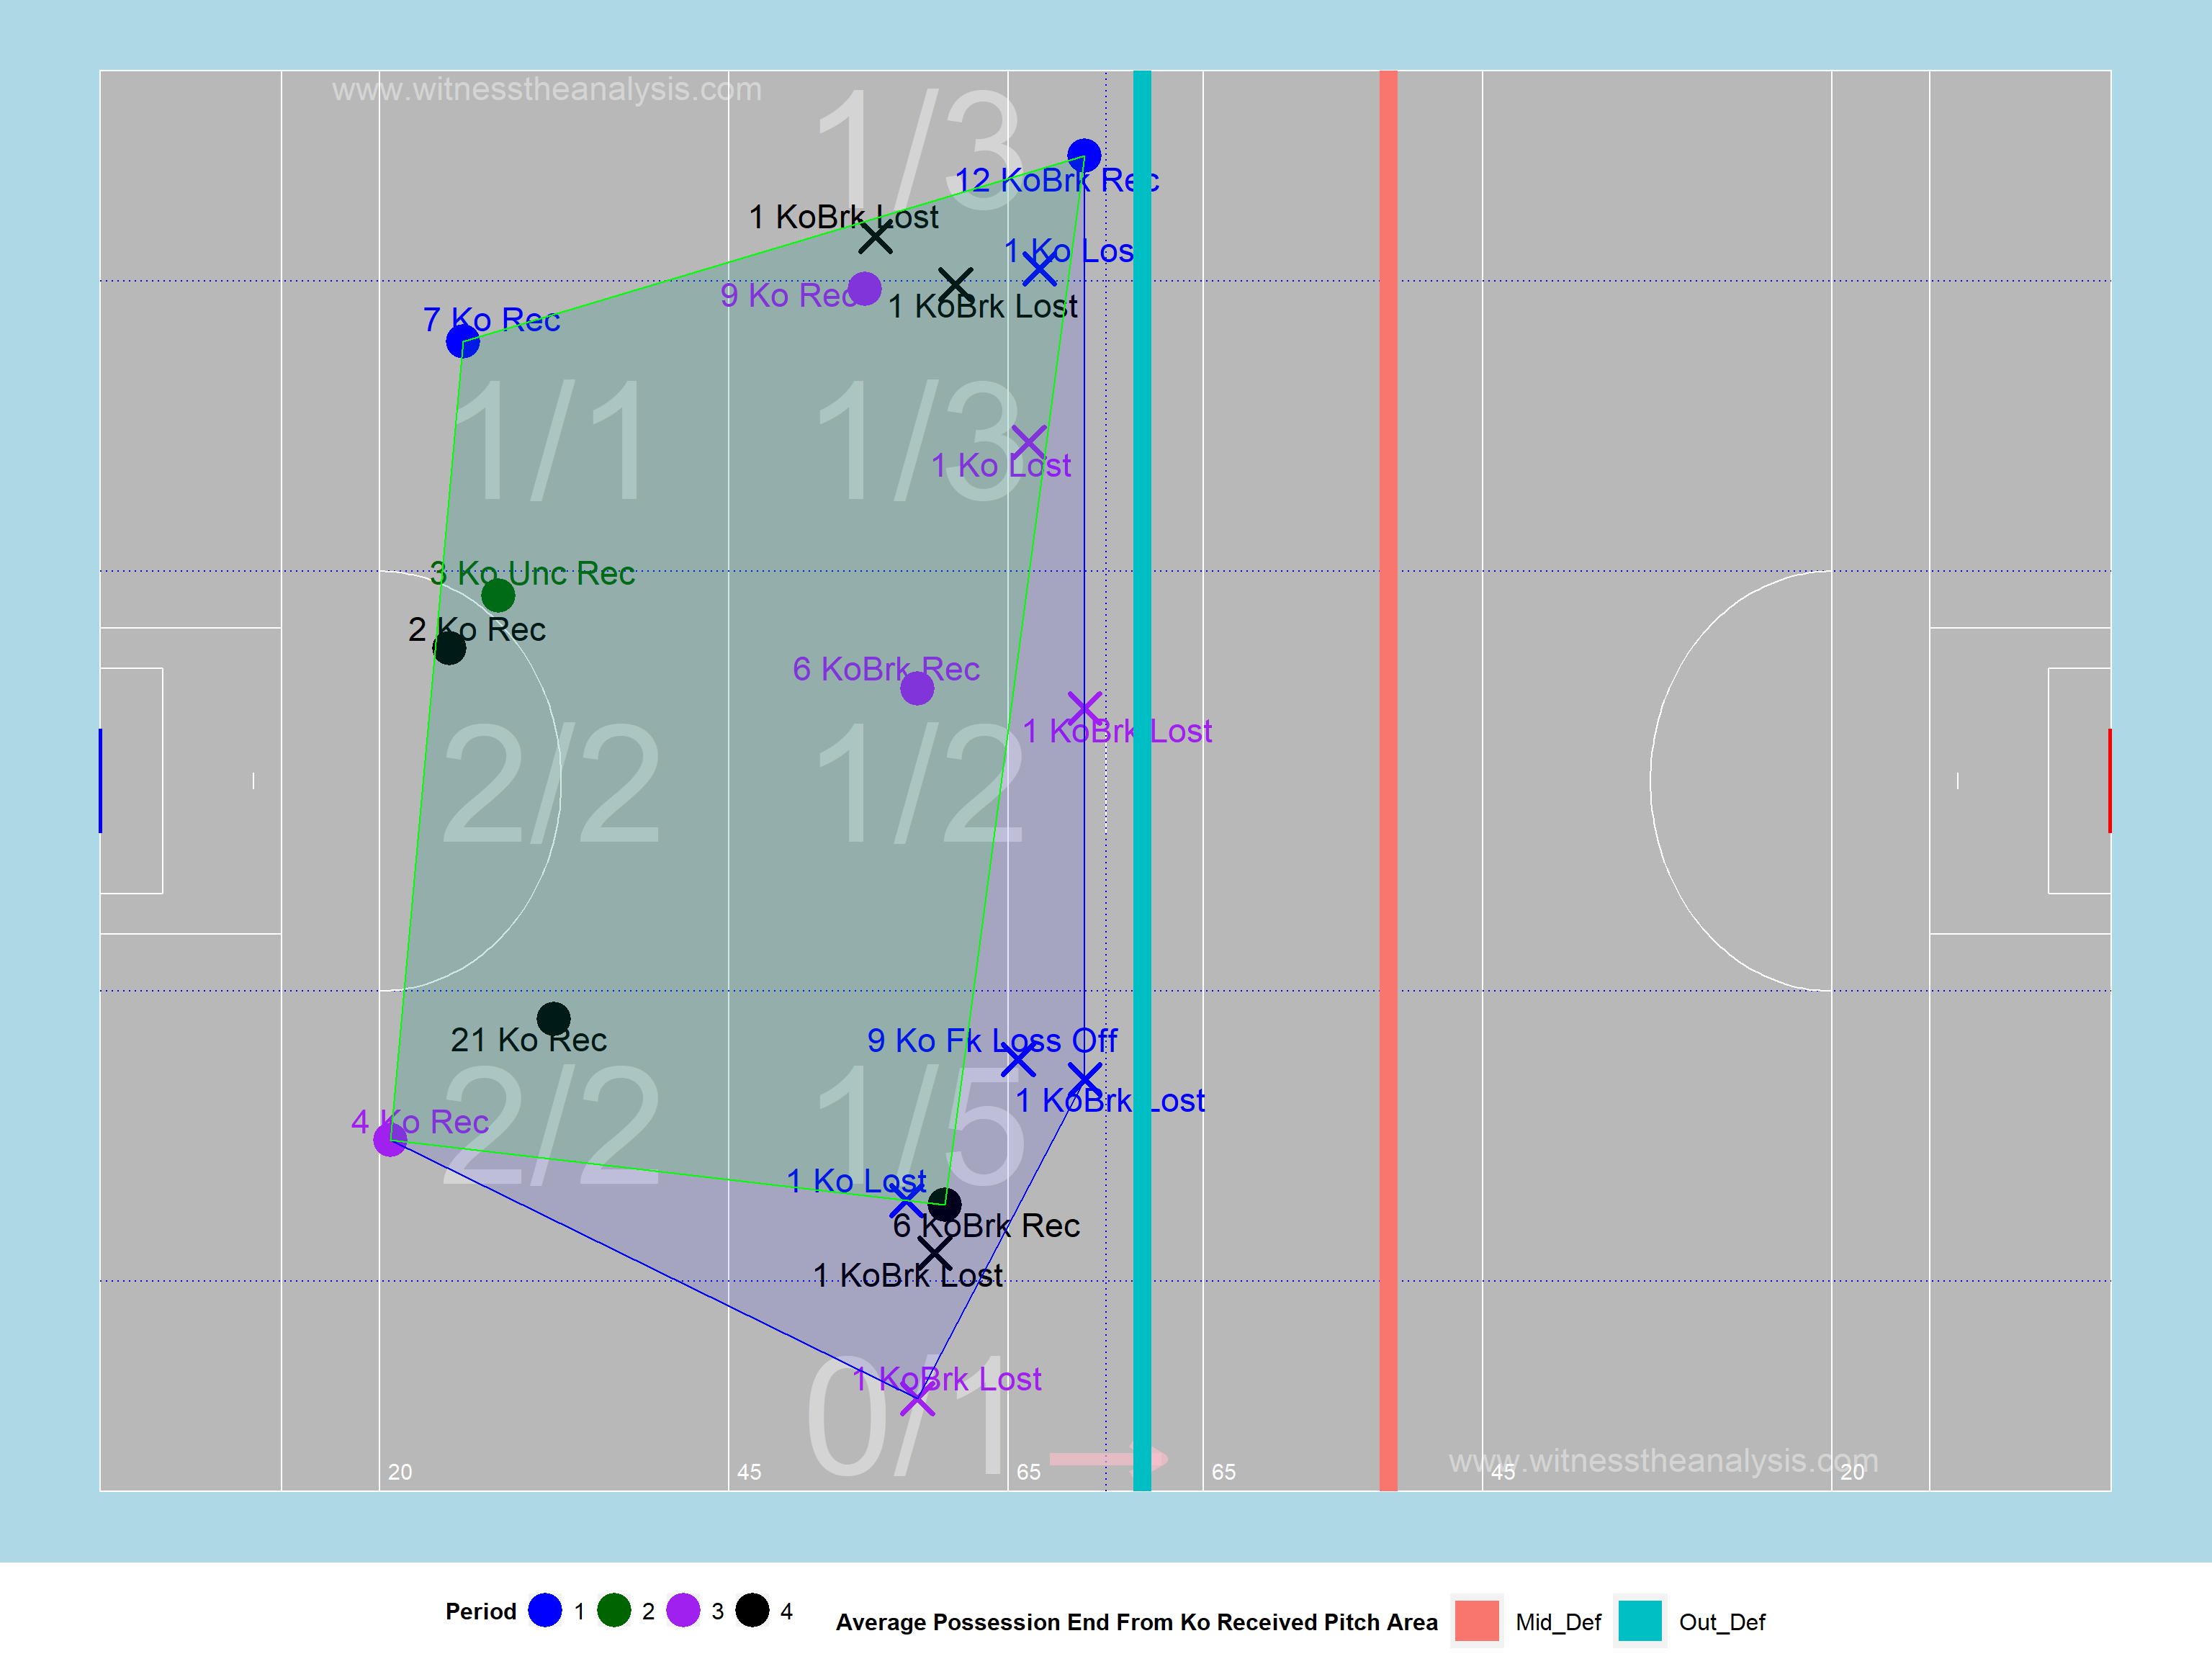 www.witnesstheanalysis.com
1/3
12 KoBrk Rec
1 KoBrk Lost
1 Ko Los
9 Ko Rec
1 KoBrk Lost
7 Ko Rec
1/1
1/3
1 Ko Lost
3 Ko Unc Rec
2 Ko Rec
6 KoBrk Rec
1 KoBrk Lost
2/2
1/2
21 Ko Rec
9 Ko Fk Loss Off
1 KoBrk Lost
4 Ko Rec
2/2
1/5
1 Ko Lost
6 KoBrk Rec
1 KoBrk Lost
1 KoBrk Lost
0/1
www.witnesstheanalysis.com
20 45 65 65 45 20
Period 1 2 3 4 Average Possession End From Ko Received Pitch Area Mid_Def Out_Def